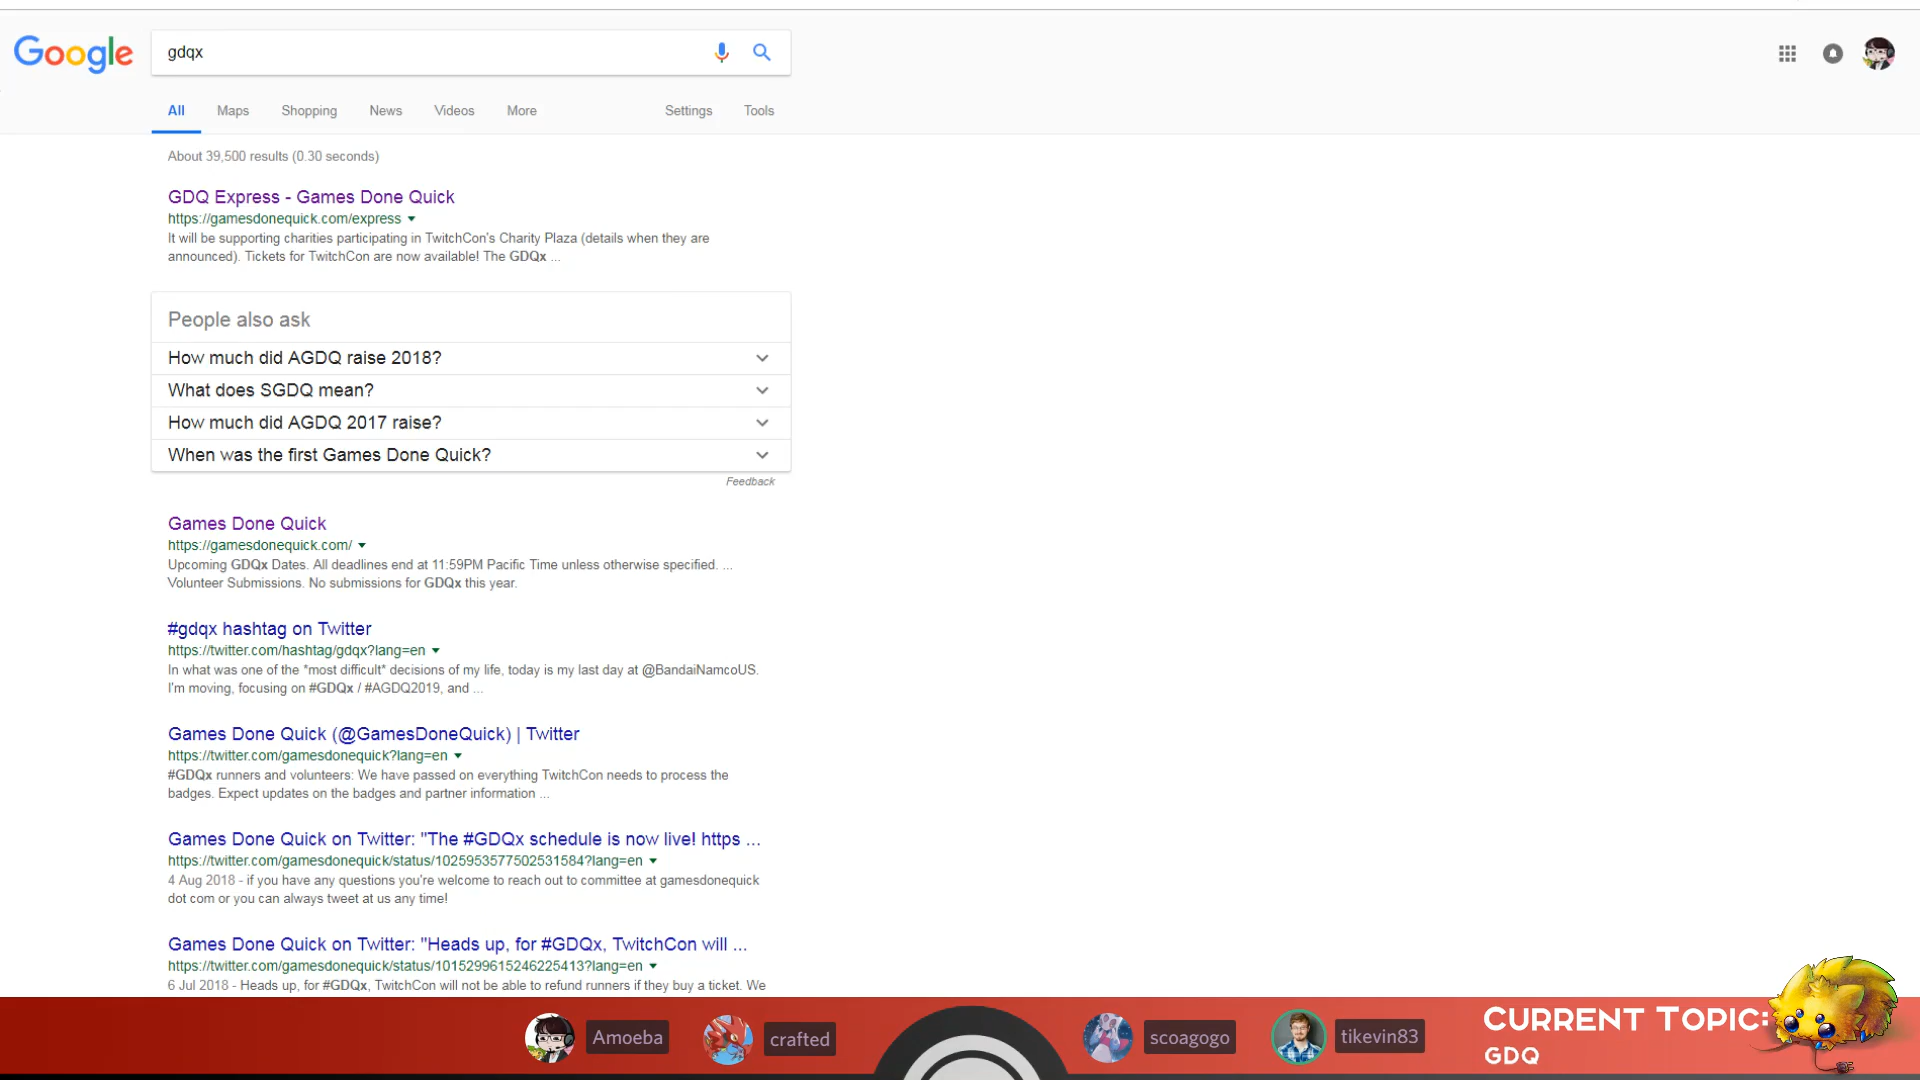 Google
gdqx
All Maps Shopping News Videos More Settings Tools
About 39,500 results (0.30 seconds)
GDQ Express - Games Done Quick
https://gamesdonequick.com/express
It will be supporting charities participating in TwitchCon's Charity Plaza (details when they are
announced). Tickets for TwitchCon are now available! The GDQx ...
People also ask
How much did AGDQ raise 2018?
What does SGDQ mean?
How much did AGDQ 2017 raise?
When was the first Games Done Quick?
Feedback
Games Done Quick
https://gamesdonequick.com/
Upcoming GDQx Dates. All deadlines end at 11:59PM Pacific Time unless otherwise specified. ...
Volunteer Submissions. No submissions for GDQx this year.
#gdqx hashtag on Twitter
https://twitter.com/hashtag/gdqx?lang=en
In what was one of the *most difficult* decisions of my life, today is my last day at @BandaiNamcoUS.
I'm moving, focusing on #GDQx / #AGDQ2019, and ...
Games Done Quick (@GamesDoneQuick) | Twitter
https://twitter.com/gamesdonequick?lang=en
#GDQx runners and volunteers: We have passed on everything TwitchCon needs to process the
badges. Expect updates on the badges and partner information ...
Games Done Quick on Twitter: "The #GDQx schedule is now live! https ...
https://twitter.com/gamesdonequick/status/1025953577502531584?lang=en
4 Aug 2018 - if you have any questions you're welcome to reach out to committee at gamesdonequick
dot com or you can always tweet at us any time!
Games Done Quick on Twitter: "Heads up, for #GDQx, TwitchCon will ...
https://twitter.com/gamesdonequick/status/1015299615246225413?lang=en
6 Jul 2018 - Heads up, for #GDQx, TwitchCon will not be able to refund runners if they buy a ticket. We
Amoeba crafted scoagogo tikevin83
CURRENT TOPIC:
GDQ